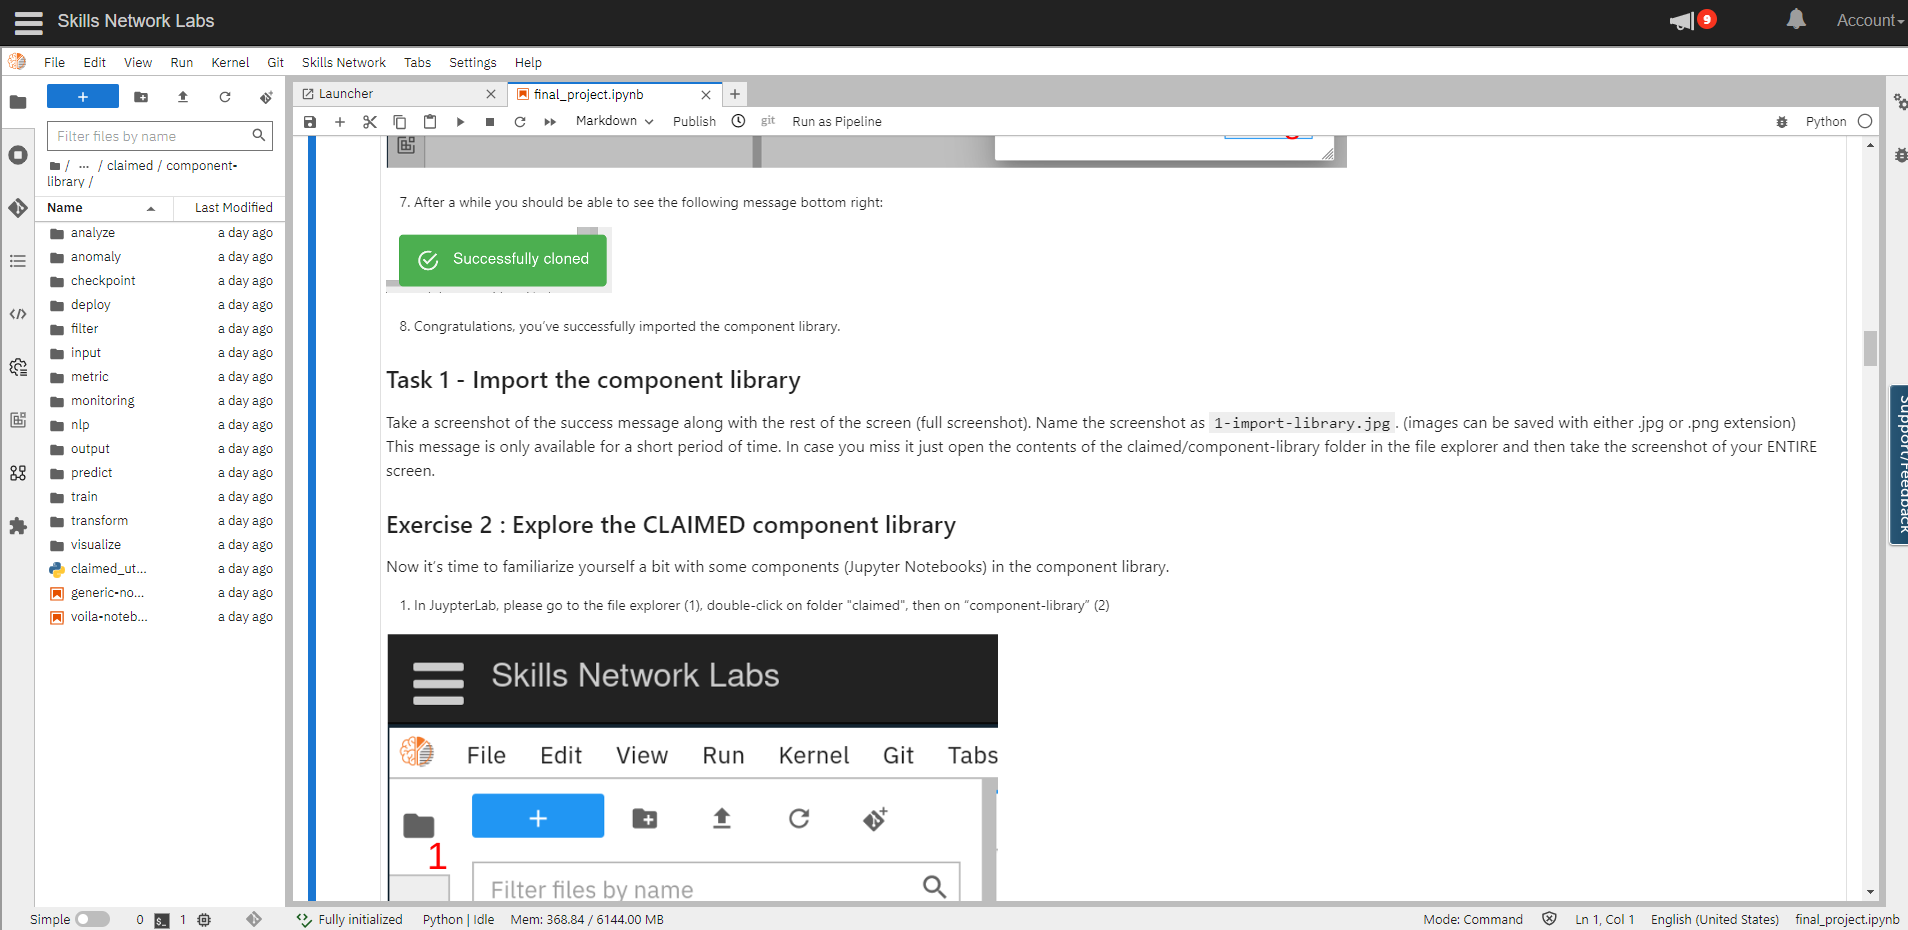 Skills Network Labs
9
Account
File Edit View Run Kernel Git Skills Network Tabs Settings Help
+
Launcher
final_project.ipynb
+
Filter files by name
Markdown
Publish
git
Run as Pipeline
Python
/ ... / claimed / component-
library /
Name Last Modified
analyze a day ago
anomaly a day ago
checkpoint a day ago
deploy a day ago
filter a day ago
input a day ago
metric a day ago
monitoring a day ago
nlp a day ago
output a day ago
predict a day ago
train a day ago
transform a day ago
visualize a day ago
claimed_ut... a day ago
generic-no... a day ago
voila-noteb... a day ago
7. After a while you should be able to see the following message bottom right:
Successfully cloned
8. Congratulations, you’ve successfully imported the component library.
Task 1 - Import the component library
Take a screenshot of the success message along with the rest of the screen (full screenshot). Name the screenshot as 1-import-library.jpg . (images can be saved with either .jpg or .png extension)
This message is only available for a short period of time. In case you miss it just open the contents of the claimed/component-library folder in the file explorer and then take the screenshot of your ENTIRE
screen.
Exercise 2 : Explore the CLAIMED component library
Now it’s time to familiarize yourself a bit with some components (Jupyter Notebooks) in the component library.
1. In JuypterLab, please go to the file explorer (1), double-click on folder "claimed", then on “component-library” (2)
Skills Network Labs
File Edit View Run Kernel Git Tabs
+
1
Filter files by name
Support/Feedback
Simple 0 1 Fully initialized Python | Idle Mem: 368.84 / 6144.00 MB Mode: Command Ln 1, Col 1 English (United States) final_project.ipynb